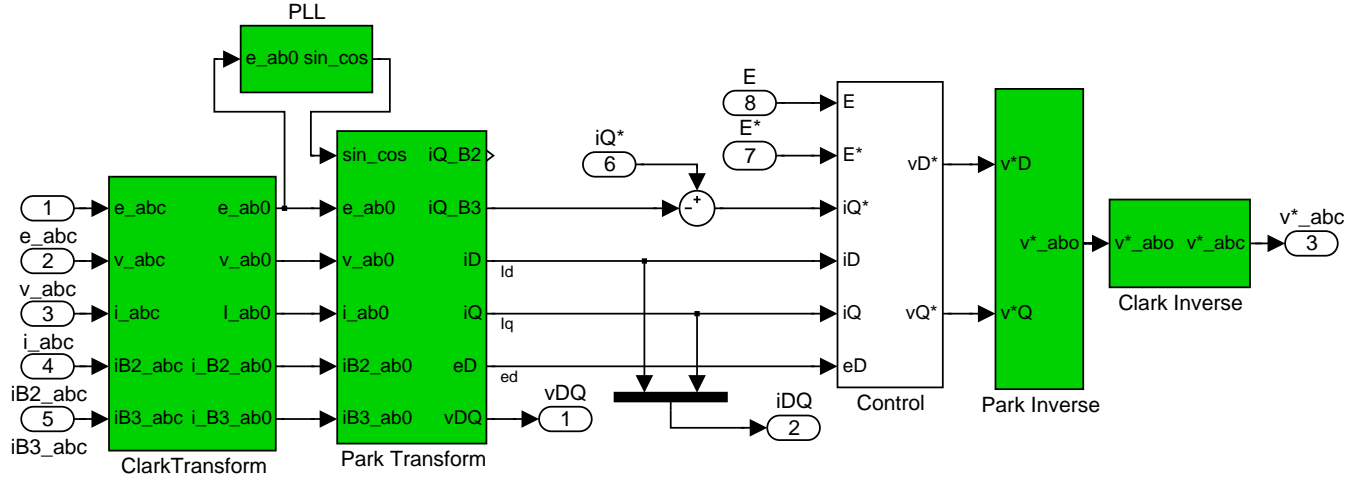 PLL
e_ab0 sin_cos
E
8
E
E*
7
E*
iQ*
6
sin_cos iQ_B2
vD*
v*D
1
e_abc
e_abc e_ab0
e_ab0 iQ_B3
- +
iQ*
v*_abc
3
2
v_abc
v_abc v_ab0
v_ab0 iD
Id
iD
v*_abo
v*_abo v*_abc
Clark Inverse
3
i_abc
i_abc I_ab0
i_ab0 iQ
Iq
iQ vQ*
v*Q
4
iB2_abc
iB2_abc i_B2_ab0
iB2_ab0 eD
ed
eD
5
iB3_abc
iB3_abc i_B3_ab0
iB3_ab0 vDQ
vDQ
1
iDQ
2
Control
Park Inverse
ClarkTransform
Park Transform